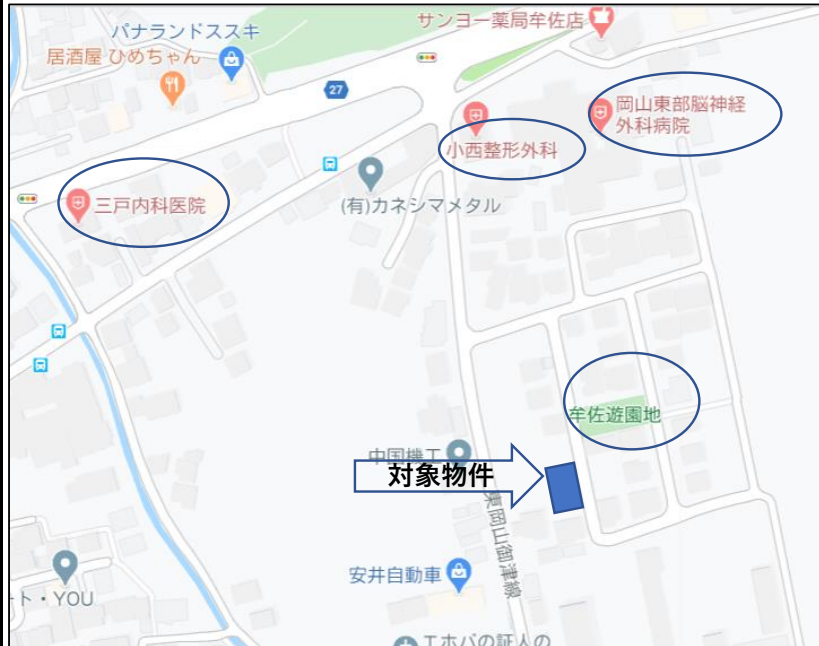 サンヨー薬局牟佐店
パナランドススキ
居酒屋 ひめちゃん
27
岡山東部脳神経
外科病院
小西整形外科
三戸内科医院
(有)カネシマメタル
牟佐遊園地
中国機工
対象物件
東岡山御津線
安井自動車
ト・YOU
エホバの証人の